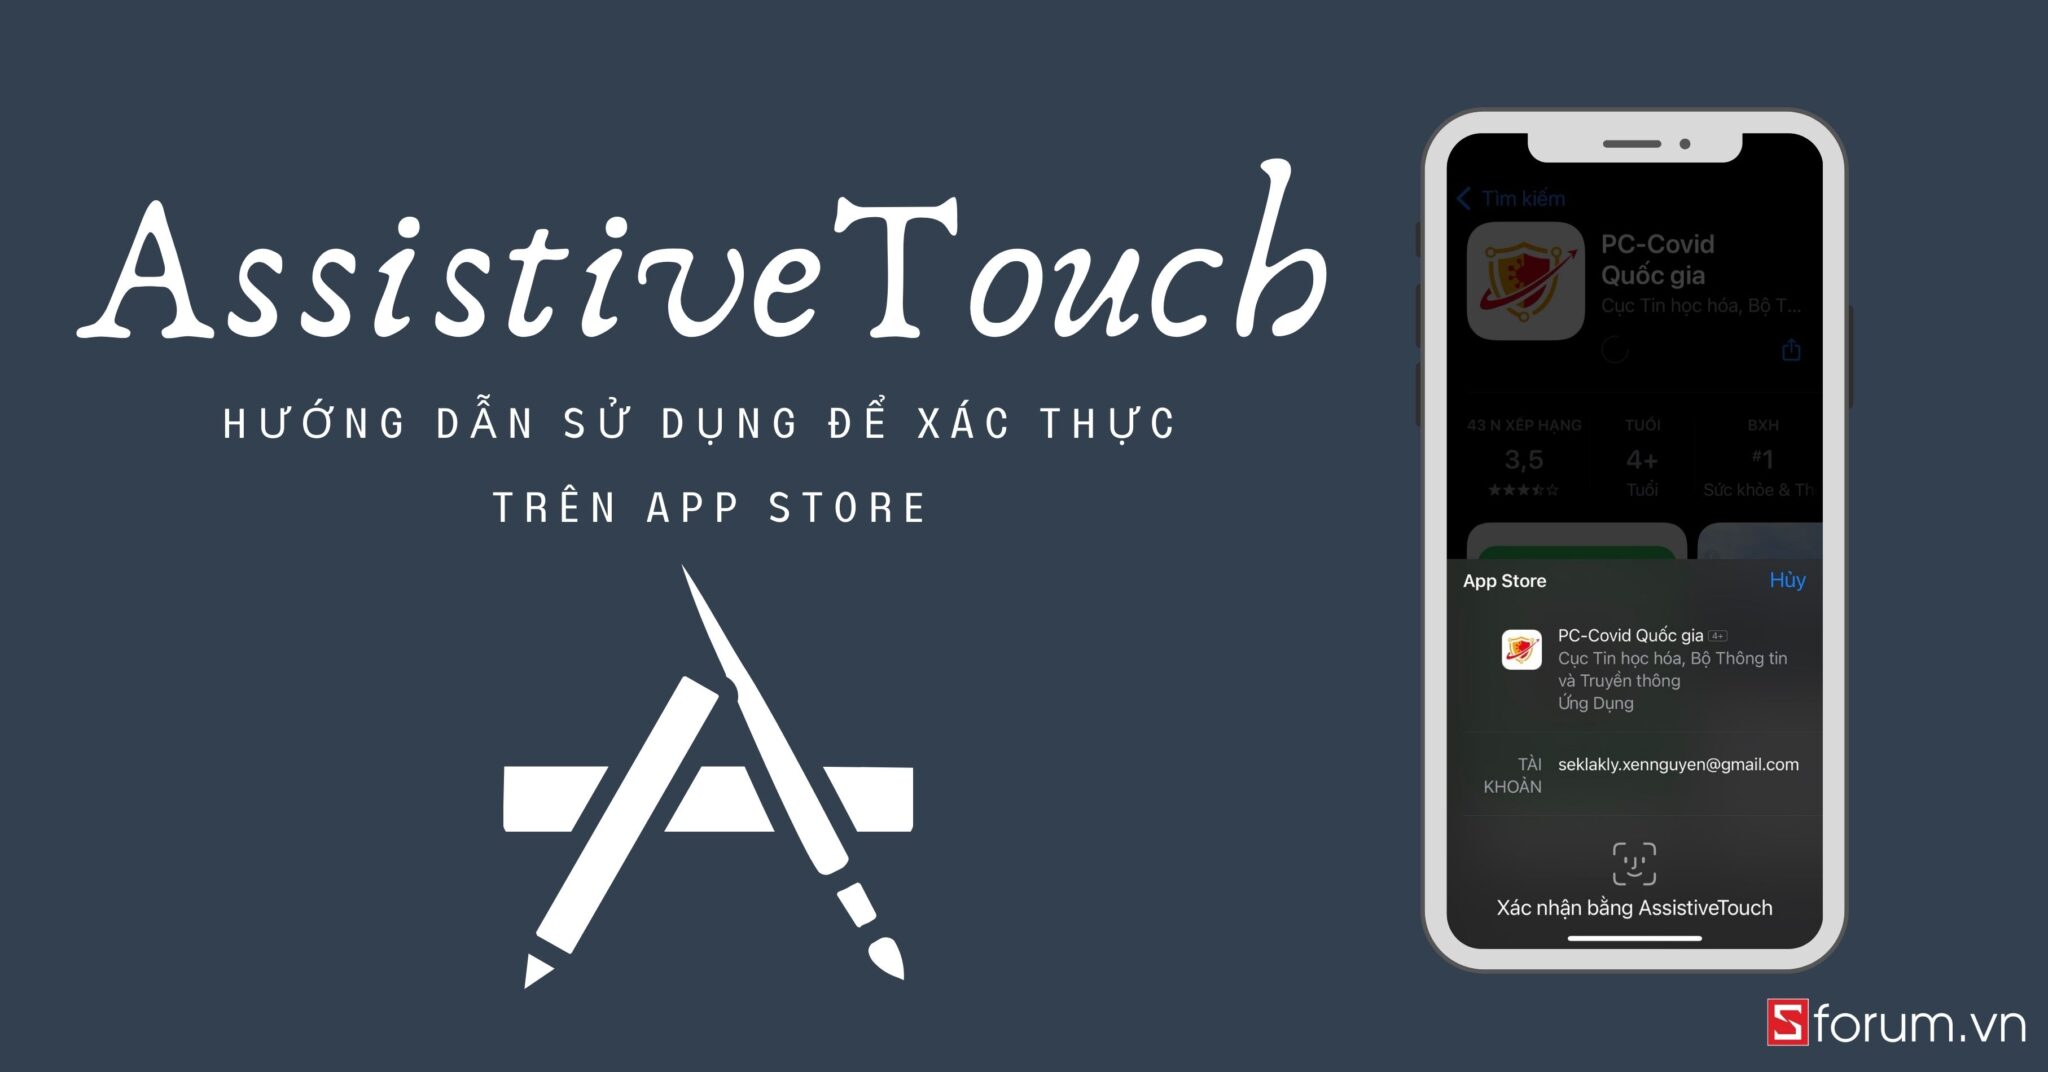 AssistiveTouch
HƯỚNG DẪN SỬ DỤNG ĐỂ XÁC THỰC
TRÊN APP STORE
Tìm kiếm
PC-Covid
Quốc gia
Cục Tin học hóa, Bộ T...
43 N XẾP HẠNG
TUỔI
BXH
3,5
4+
#1
Tuổi
Sức khỏe & Th
App Store
Hủy
PC-Covid Quốc gia 4+
Cục Tin học hóa, Bộ Thông tin
và Truyền thông
Ứng Dụng
TÀI
KHOẢN
seklakly.xennguyen@gmail.com
Xác nhận bằng AssistiveTouch
Sforum.vn